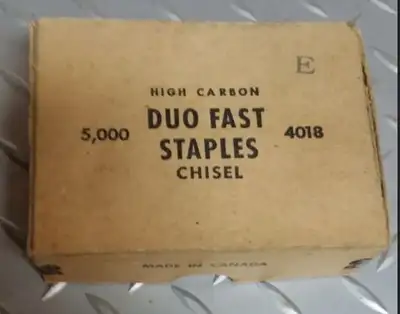 E
HIGH CARBON
5,000 DUO FAST 4018
STAPLES
CHISEL
MADE IN CANADA